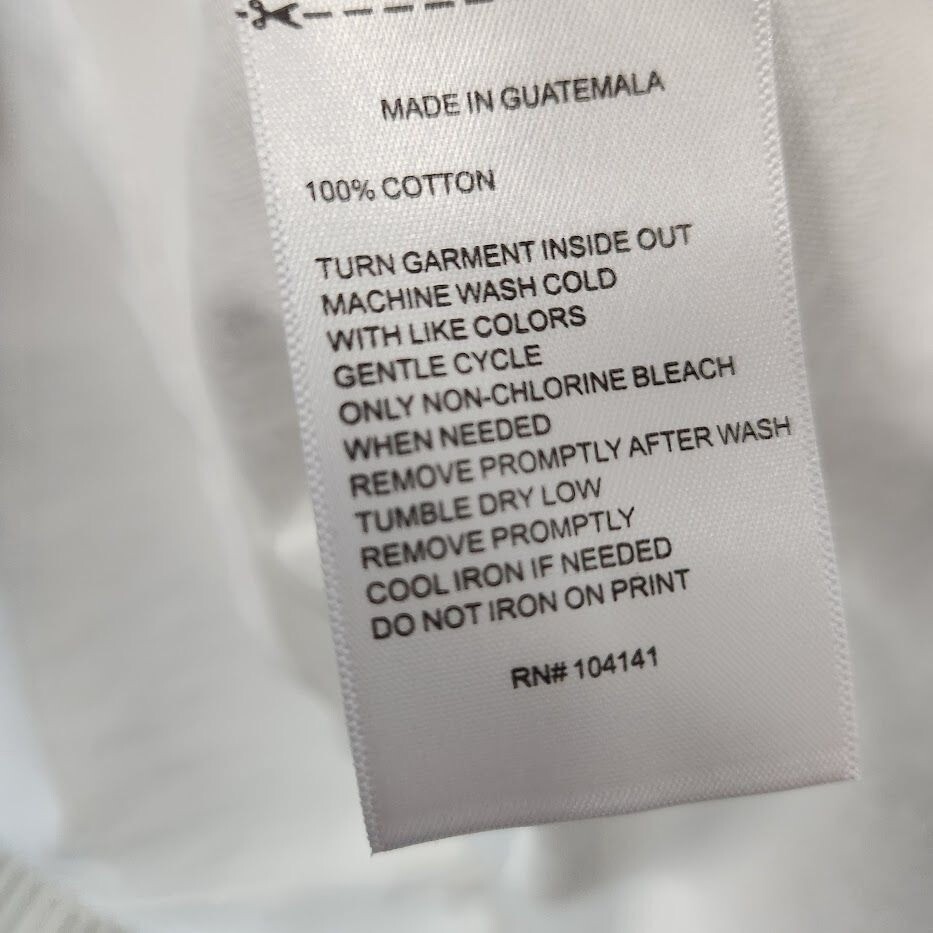 MADE IN GUATEMALA
100% COTTON
TURN GARMENT INSIDE OUT
MACHINE WASH COLD
WITH LIKE COLORS
GENTLE CYCLE
ONLY NON-CHLORINE BLEACH
WHEN NEEDED
REMOVE PROMPTLY AFTER WASH
TUMBLE DRY LOW
REMOVE PROMPTLY
COOL IRON IF NEEDED
DO NOT IRON ON PRINT
RN# 104141